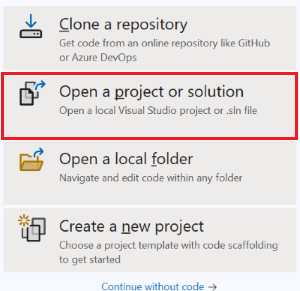 Clone a repository
Get code from an online repository like GitHub
or Azure DevOps
Open a project or solution
Open a local Visual Studio project or .sln file
Open a local folder
Navigate and edit code within any folder
Create a new project
Choose a project template with code scaffolding
to get started
Continue without code →